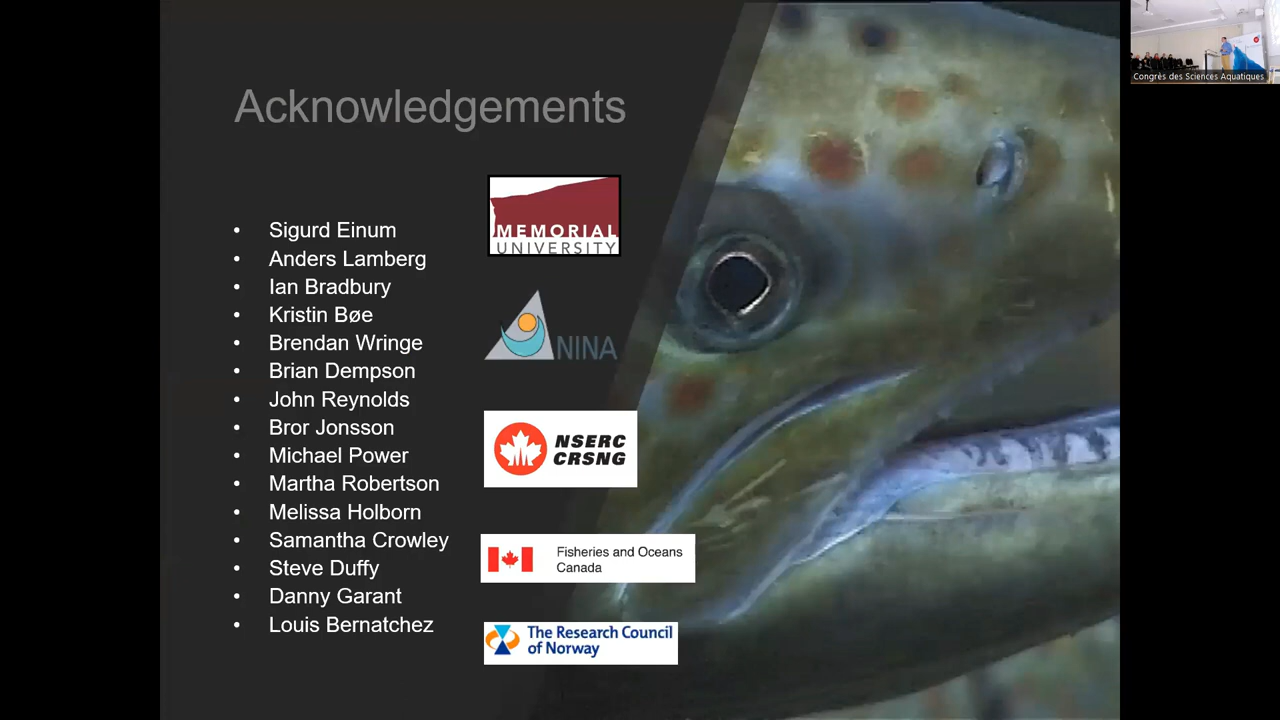 Acknowledgements
• Sigurd Einum
• Anders Lamberg
• Ian Bradbury
• Kristin Bøe
• Brendan Wringe
• Brian Dempson
• John Reynolds
• Bror Jonsson
• Michael Power
• Martha Robertson
• Melissa Holborn
• Samantha Crowley
• Steve Duffy
• Danny Garant
• Louis Bernatchez
MEMORIAL
UNIVERSITY
NINA
NSERC
CRSNG
Fisheries and Oceans
Canada
The Research Council
of Norway
Congrès des Sciences Aquatiques